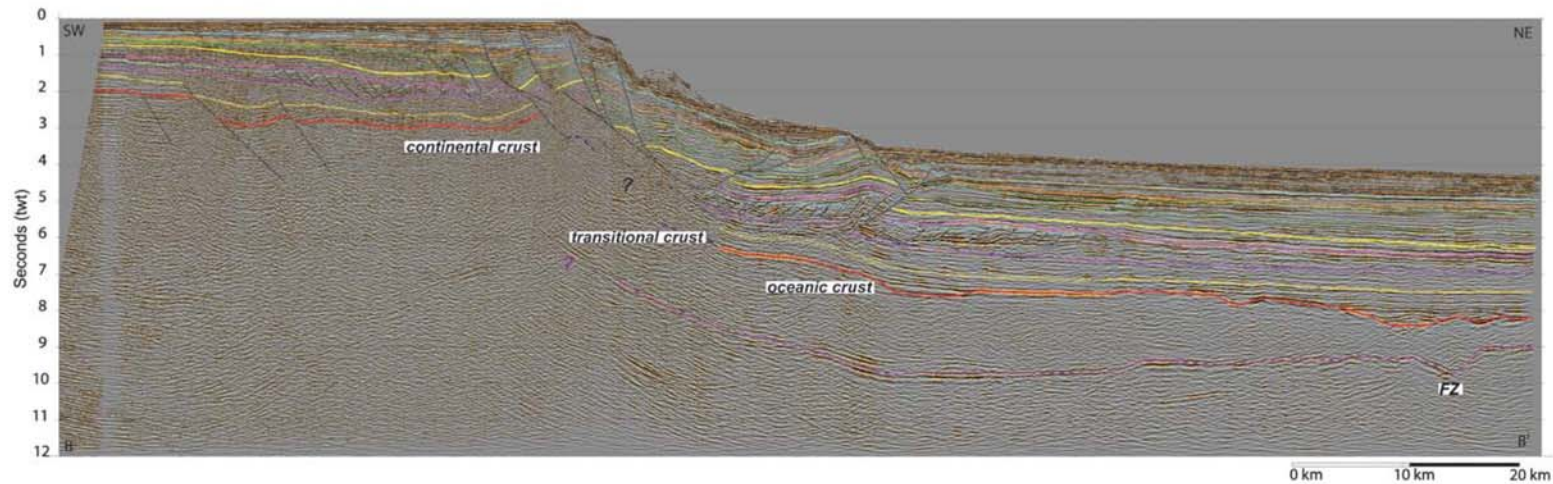 0
SW
NE
1
2
3
continental crust
4
?
5
Seconds (twt)
6
transitional crust
?
7
oceanic crust
8
9
10
FZ
11
B
B'
12
0 km
10 km
20 km